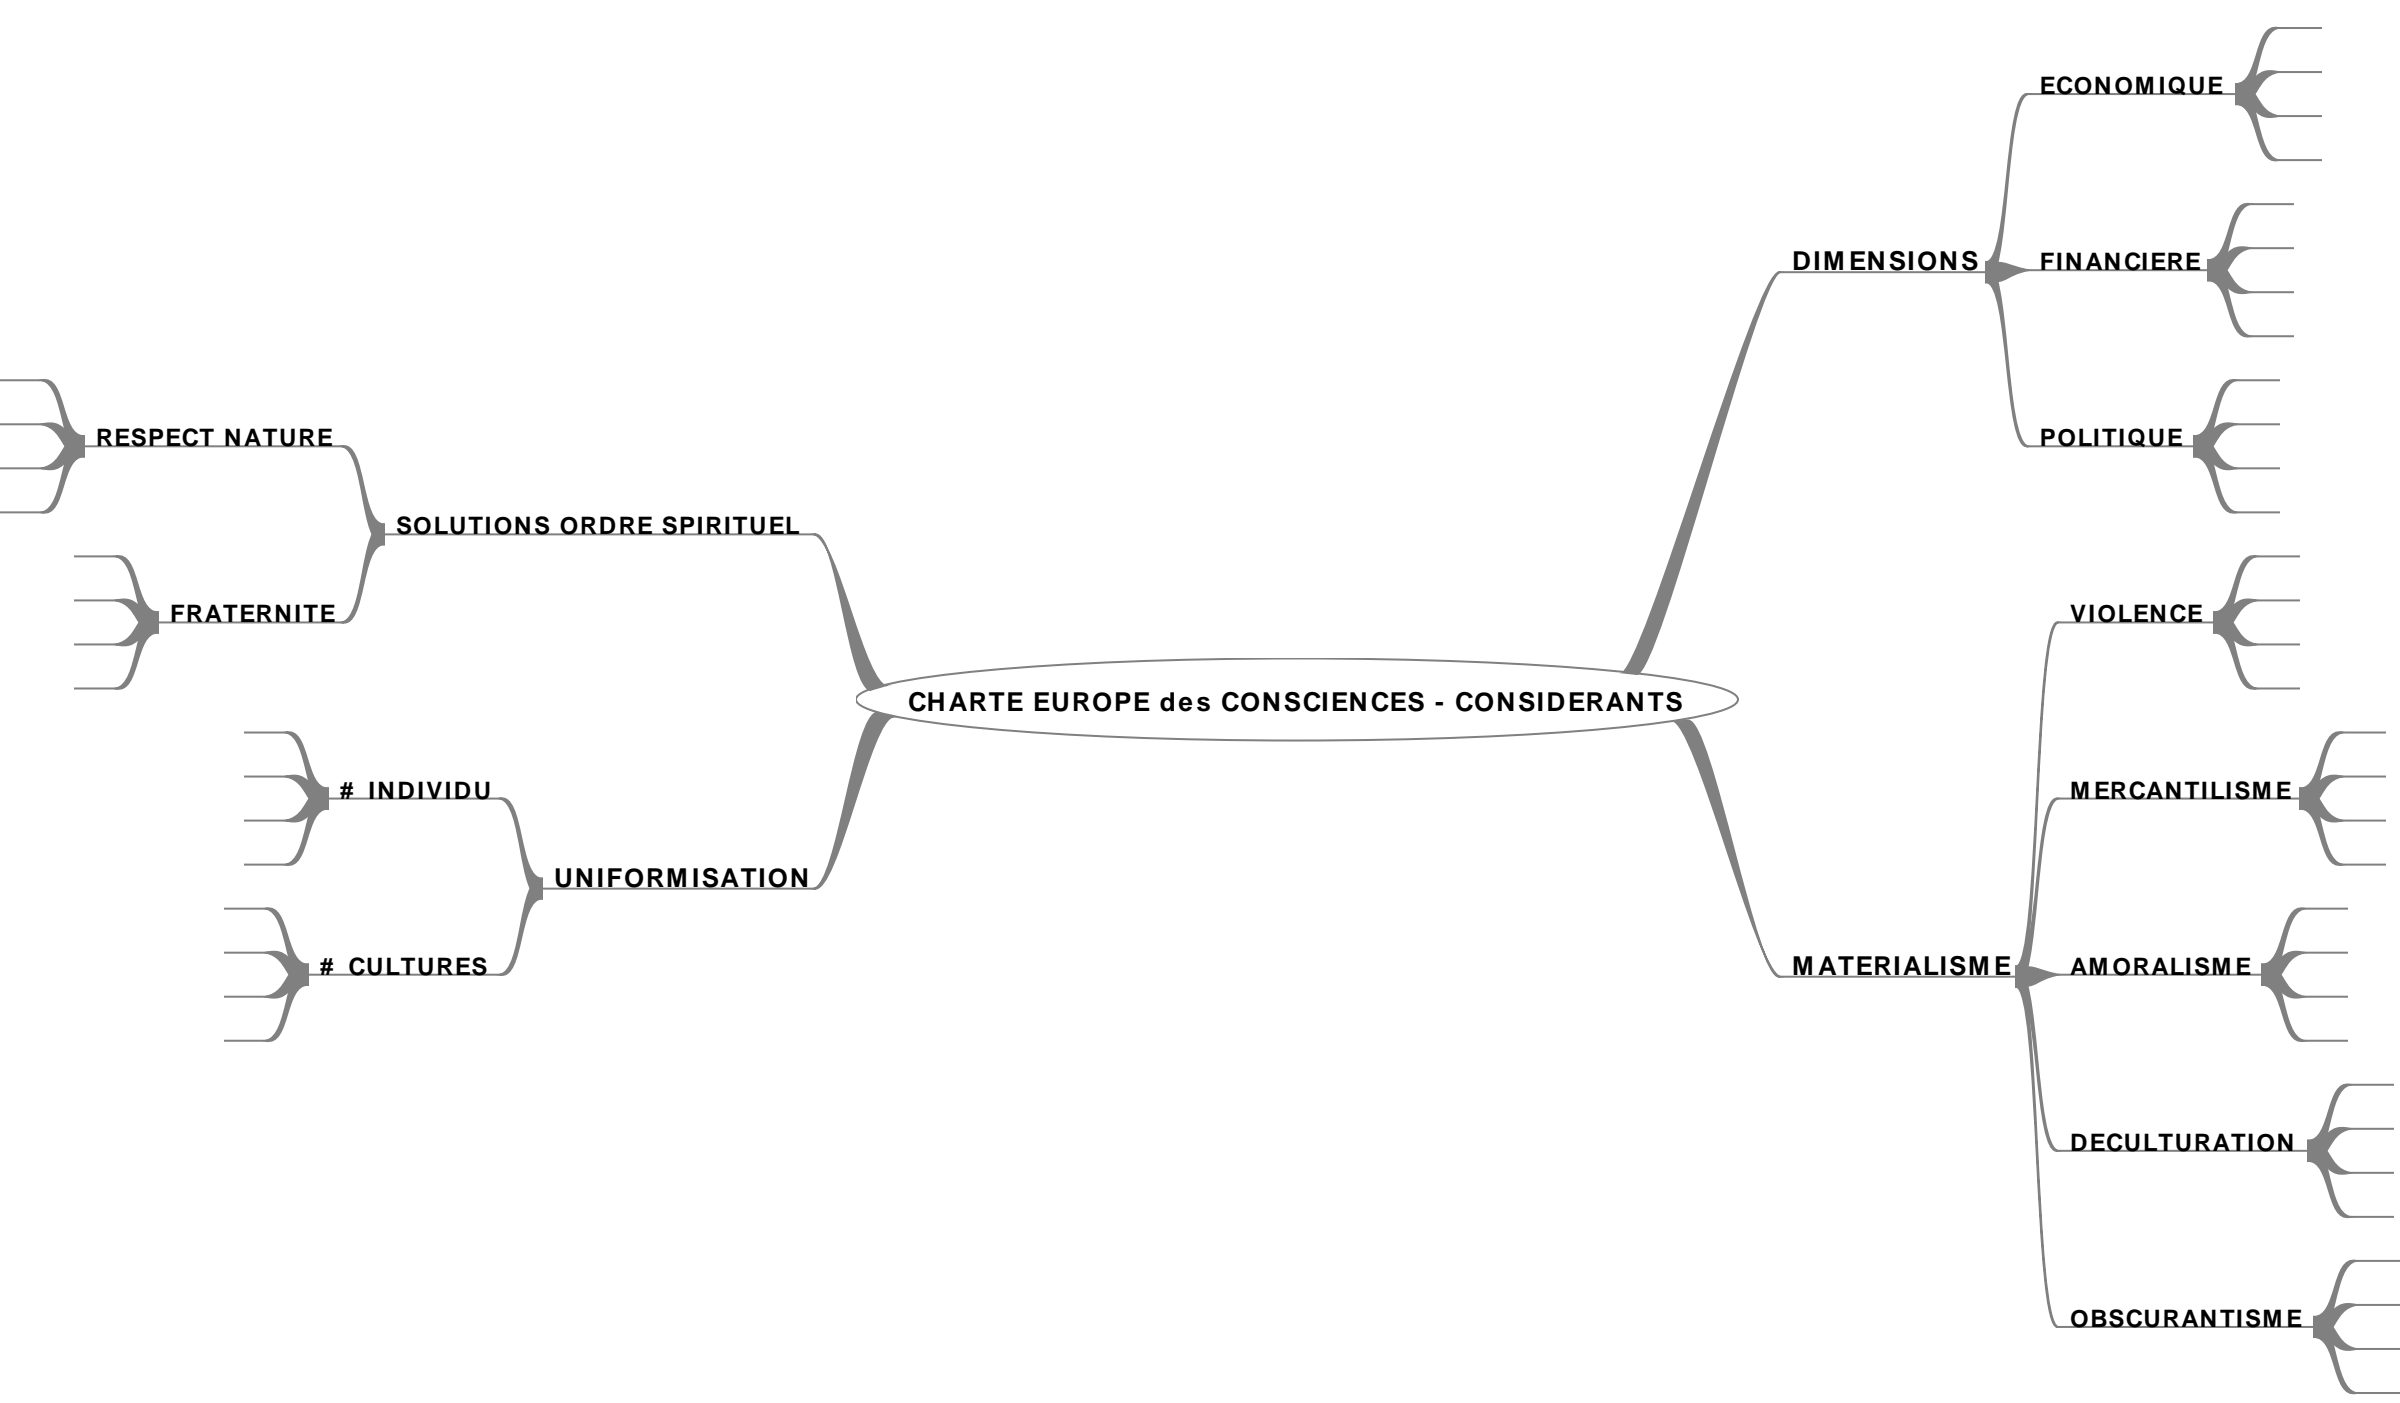 CHARTE EUROPE des CONSCIENCES - CONSIDERANTS
DIMENSIONS
ECONOMIQUE
FINANCIERE
POLITIQUE
MATERIALISME
VIOLENCE
MERCANTILISME
AMORALISME
DECULTURATION
OBSCURANTISME
SOLUTIONS ORDRE SPIRITUEL
RESPECT NATURE
FRATERNITE
UNIFORMISATION
# INDIVIDU
# CULTURES